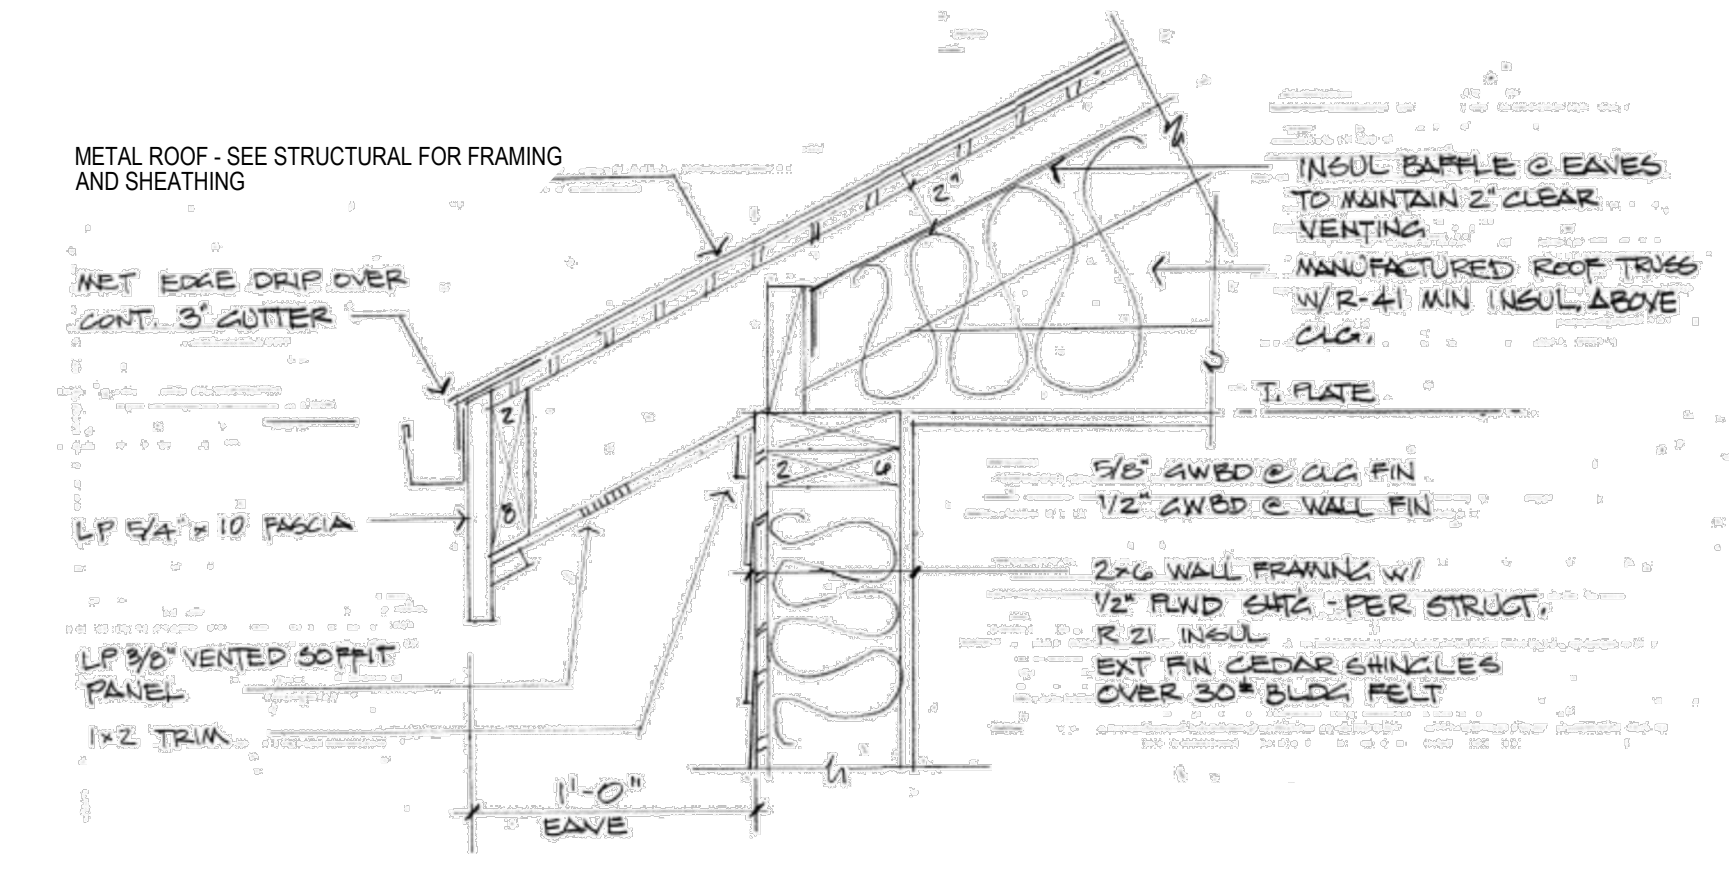 METAL ROOF - SEE STRUCTURAL FOR FRAMING
AND SHEATHING
MET EDGE DRIP OVER
CONT. 3" GUTTER
LP 5/4" x 10 FASCIA
LP 3/8" VENTED SOFFIT
PANEL
1x2 TRIM
1'-0"
EAVE
2
8
2"
2 6
INSUL BAFFLE @ EAVES
TO MAINTAIN 2" CLEAR
VENTING
MANUFACTURED ROOF TRUSS
W/R-41 MIN INSUL, ABOVE
CLG.
T. PLATE
5/8" GWBD @ CLG FIN
1/2" GWBD @ WALL FIN
2x6 WALL FRAMING W/
1/2" PLWD SHTG - PER STRUCT.
R 21 INSUL
EXT FIN CEDAR SHINGLES
OVER 30# BLDG FELT